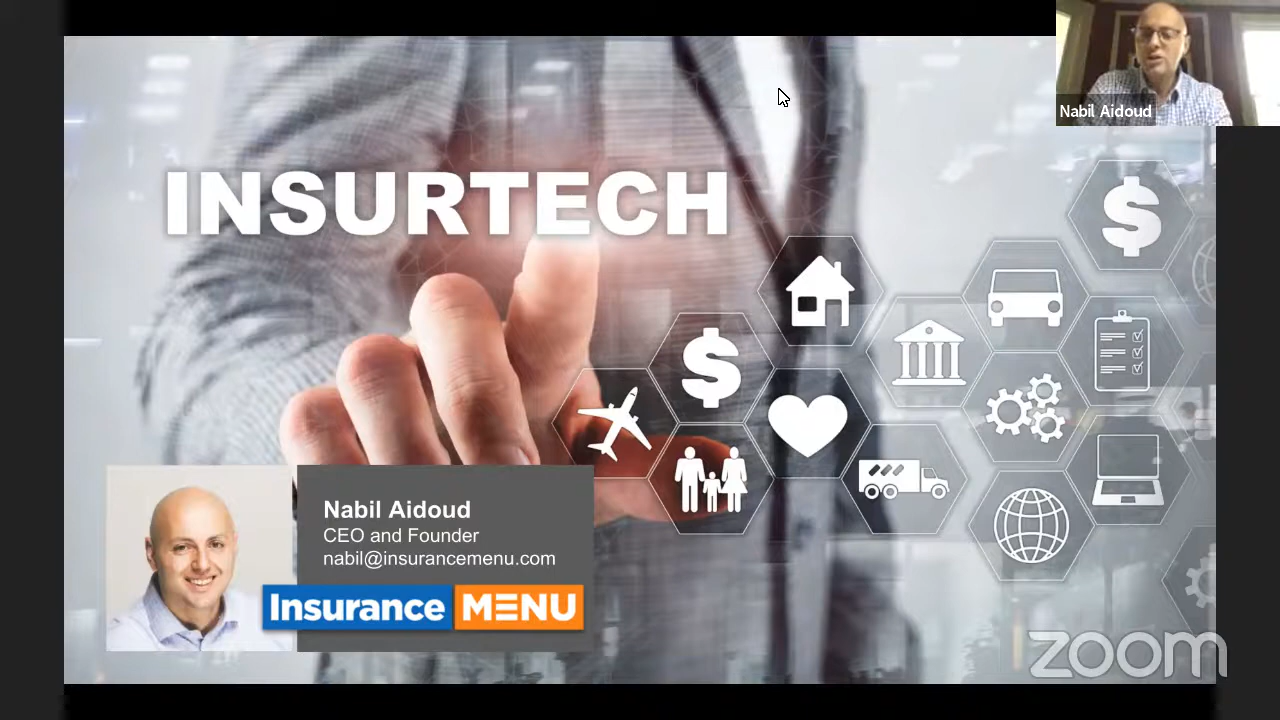 Nabil Aidoud
INSURTECH
Nabil Aidoud
CEO and Founder
nabil@insurancemenu.com
Insurance MENU
zoom